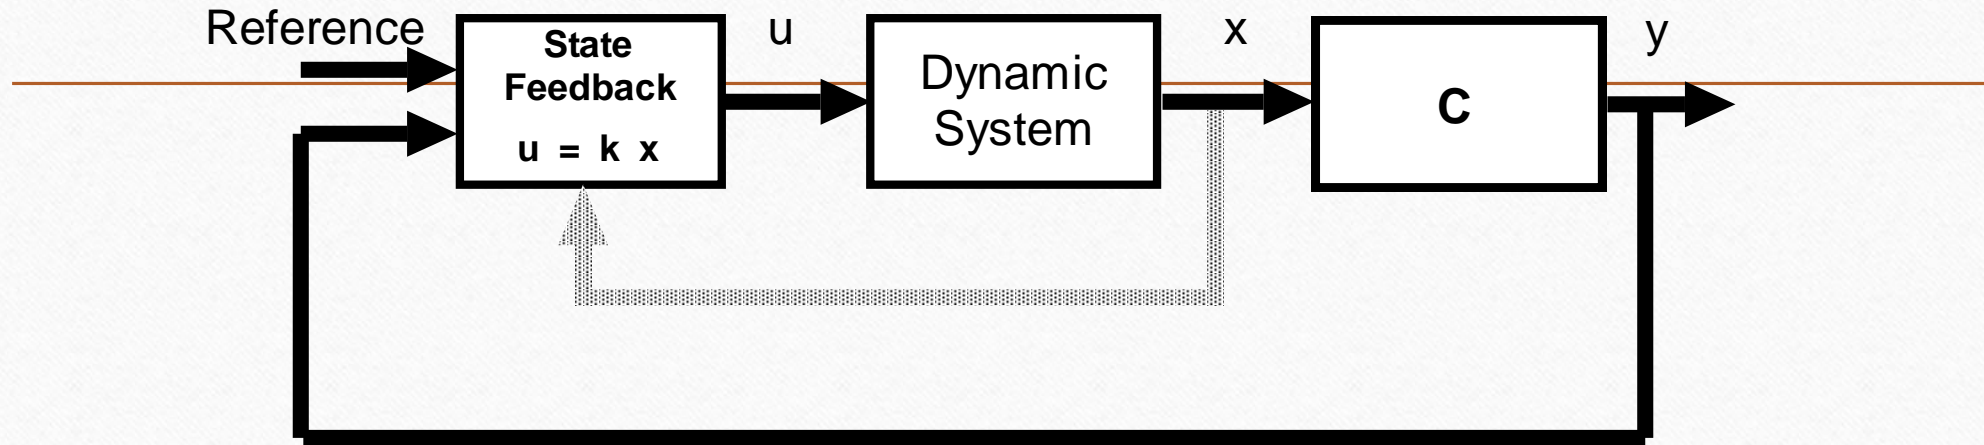 Reference
State
Feedback
u = k x
u
Dynamic
System
x
C
y